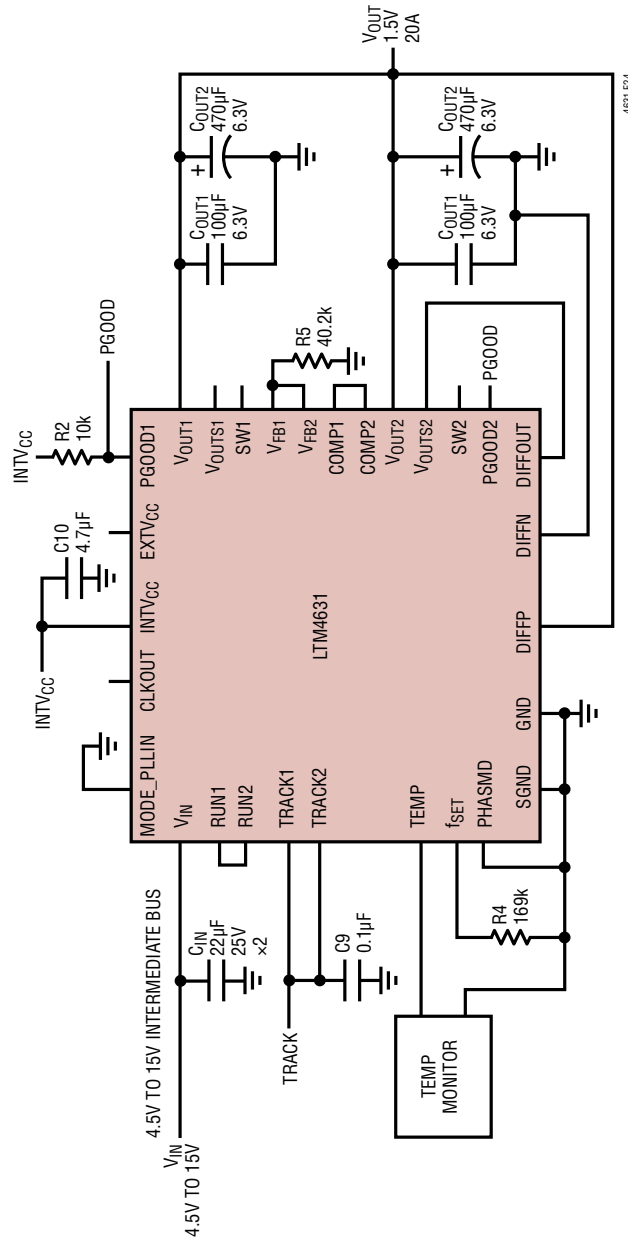 INTVCC
R2
10k
PGOOD
C10
4.7µF
INTVCC
MODE_PLLIN
CLKOUT
INTVCC
EXTVCC
PGOOD1
4.5V TO 15V INTERMEDIATE BUS
VIN
4.5V TO 15V
CIN
22µF
25V
×2
TRACK
C9
0.1µF
TEMP
MONITOR
R4
169k
VIN
RUN1
RUN2
TRACK1
TRACK2
TEMP
fSET
PHASMD
LTM4631
VOUT1
VOUTS1
SW1
VFB1
VFB2
COMP1
COMP2
VOUT2
VOUTS2
SW2
PGOOD2
SGND
GND
DIFFP
DIFFN
DIFFOUT
R5
40.2k
PGOOD
COUT1
100µF
6.3V
COUT2
470µF
6.3V
+
COUT1
100µF
6.3V
COUT2
470µF
6.3V
+
VOUT
1.5V
20A
4631 F34